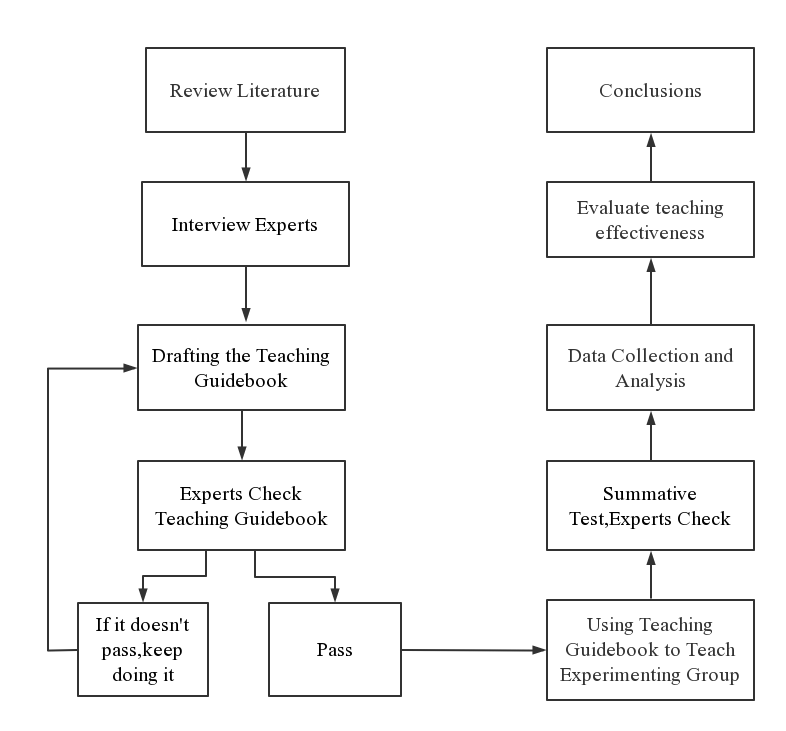 Review Literature
Interview Experts
Drafting the Teaching
Guidebook
Experts Check
Teaching Guidebook
If it doesn't
pass,keep
doing it
Pass
Using Teaching
Guidebook to Teach
Experimenting Group
Summative
Test,Experts Check
Data Collection and
Analysis
Evaluate teaching
effectiveness
Conclusions